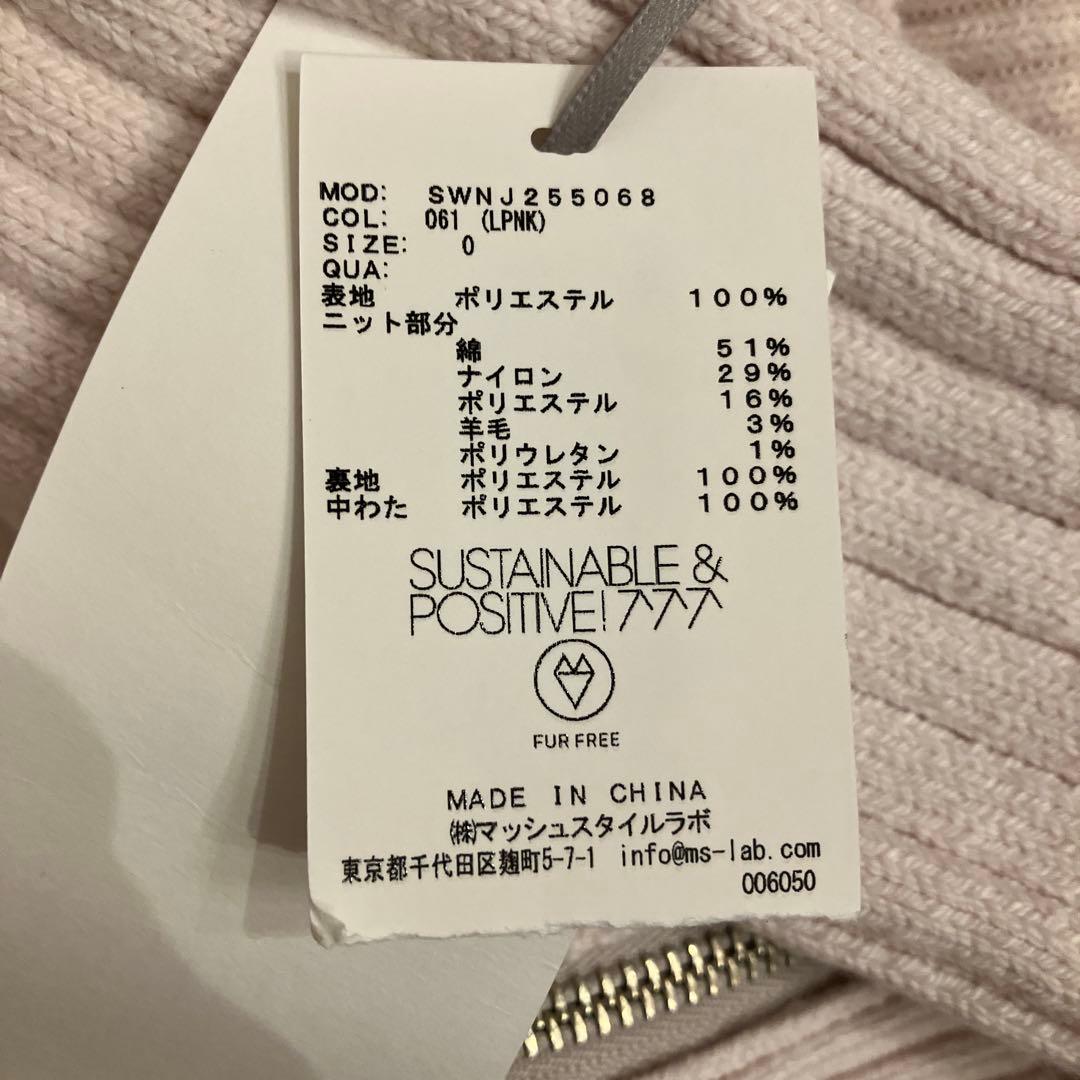 MOD: SWNJ255068
COL: 061 (LPNK)
SIZE: 0
QUA:
表地 ポリエステル 100%
ニット部分
綿 51%
ナイロン 29%
ポリエステル 16%
羊毛 3%
ポリウレタン 1%
裏地 ポリエステル 100%
中わた ポリエステル 100%
SUSTAINABLE &
POSITIVE!
FUR FREE
MADE IN CHINA
㈱マッシュスタイルラボ
東京都千代田区麹町5-7-1 info@ms-lab.com
006050